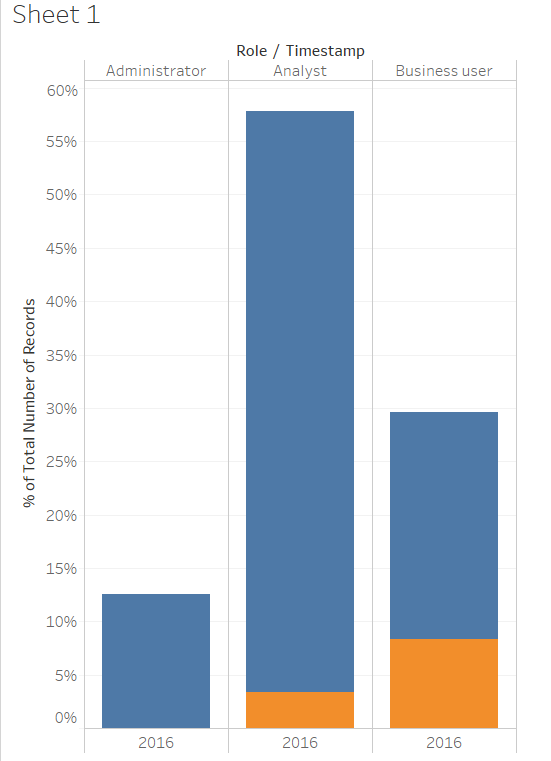 Sheet 1
Role / Timestamp
Administrator Analyst Business user
60%
55%
50%
45%
40%
35%
30%
25%
20%
15%
10%
5%
0%
% of Total Number of Records
2016 2016 2016